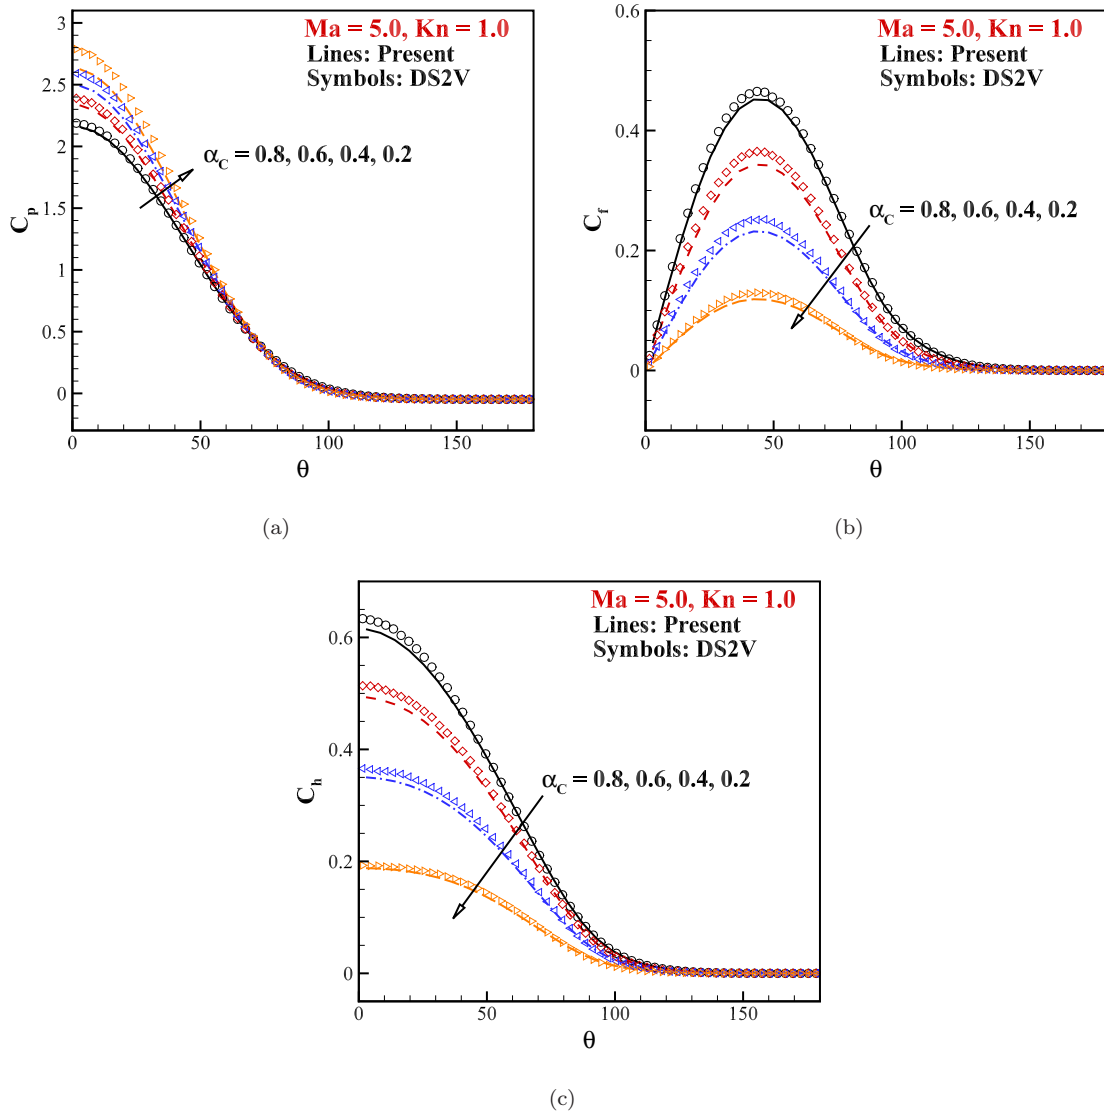 Ma = 5.0, Kn = 1.0
Lines: Present
Symbols: DS2V
α_C = 0.8, 0.6, 0.4, 0.2
C_p
3
2.5
2
1.5
1
0.5
0
0 50 100 150
θ
(a)
Ma = 5.0, Kn = 1.0
Lines: Present
Symbols: DS2V
α_C = 0.8, 0.6, 0.4, 0.2
C_f
0.6
0.4
0.2
0
0 50 100 150
θ
(b)
Ma = 5.0, Kn = 1.0
Lines: Present
Symbols: DS2V
α_C = 0.8, 0.6, 0.4, 0.2
C_h
0.6
0.4
0.2
0
0 50 100 150
θ
(c)